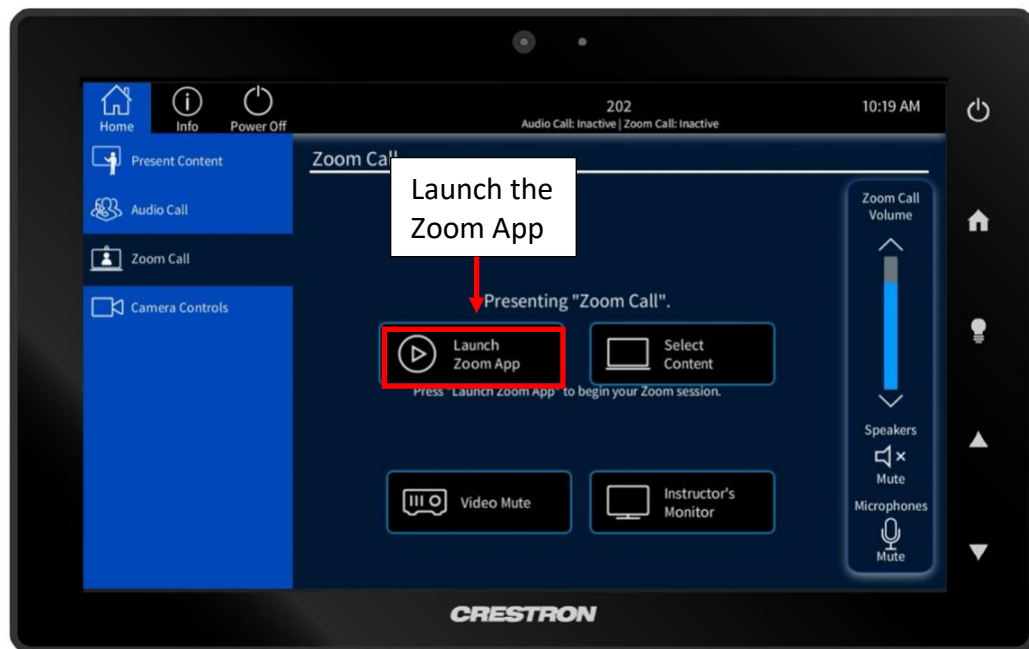 Home
Info
Power Off
202
Audio Call: Inactive | Zoom Call: Inactive
10:19 AM
Present Content
Audio Call
Zoom Call
Camera Controls
Zoom Call
Launch the
Zoom App
Presenting "Zoom Call".
Launch
Zoom App
Select
Content
Press "Launch Zoom App" to begin your Zoom session.
Video Mute
Instructor's
Monitor
Zoom Call
Volume
Speakers
Mute
Microphones
Mute
CRESTRON